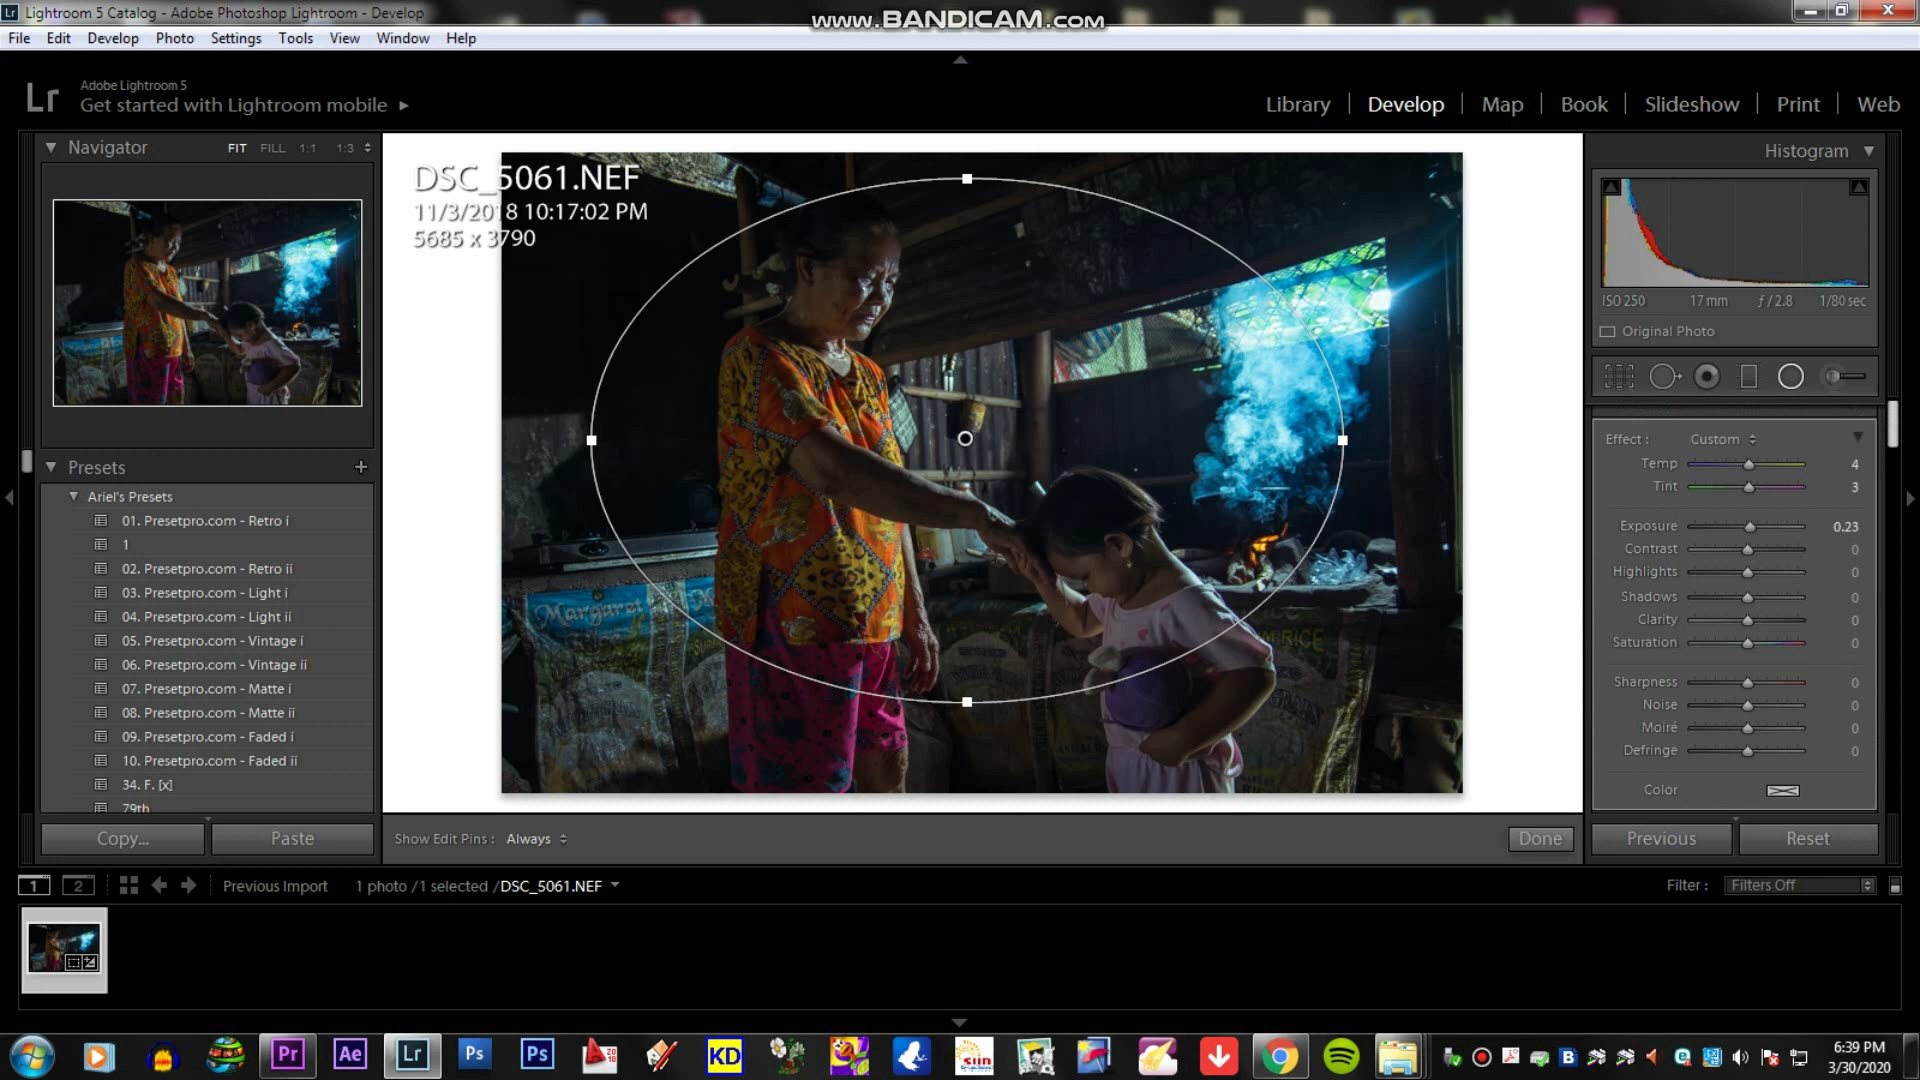 Lightroom 5 Catalog - Adobe Photoshop Lightroom - Develop
www.BANDICAM.COM
File Edit Develop Photo Settings Tools View Window Help
Lr
Adobe Lightroom 5
Get started with Lightroom mobile
Library Develop Map Book Slideshow Print Web
Navigator FIT FILL 1:1 1:3
Histogram
DSC_5061.NEF
11/3/2018 10:17:02 PM
5685 x 3790
ISO 250 17 mm ƒ / 2.8 1/80 sec
Original Photo
Effect : Custom
Temp 4
Tint 3
Exposure 0.23
Contrast 0
Highlights 0
Shadows 0
Clarity 0
Saturation 0
Sharpness 0
Noise 0
Moiré 0
Defringe 0
Color
Presets +
Ariel's Presets
01. Presetpro.com - Retro i
1
02. Presetpro.com - Retro ii
03. Presetpro.com - Light i
04. Presetpro.com - Light ii
05. Presetpro.com - Vintage i
06. Presetpro.com - Vintage ii
07. Presetpro.com - Matte i
08. Presetpro.com - Matte ii
09. Presetpro.com - Faded i
10. Presetpro.com - Faded ii
34. F. [x]
79th
Margaret
RICE
Copy... Paste
Show Edit Pins : Always
Done
Previous Reset
1 2 Previous Import 1 photo / 1 selected / DSC_5061.NEF
Filter : Filters Off
Pr Ae Lr Ps Ps KD
6:39 PM
3/30/2020